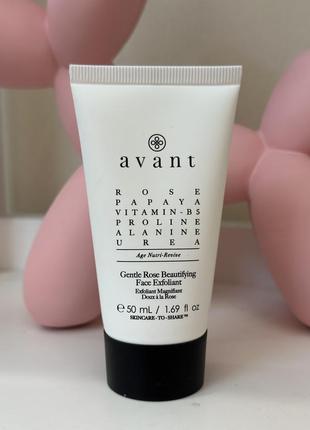 avant
ROSE
PAPAYA
VITAMIN-B5
PROLINE
ALANINE
UREA
Age Nutri-Revive
Gentle Rose Beautifying
Face Exfoliant
Exfoliant Magnifiant
Doux à la Rose
℮ 50 mL / 1.69 fl oz
SKINCARE-TO-SHARE™